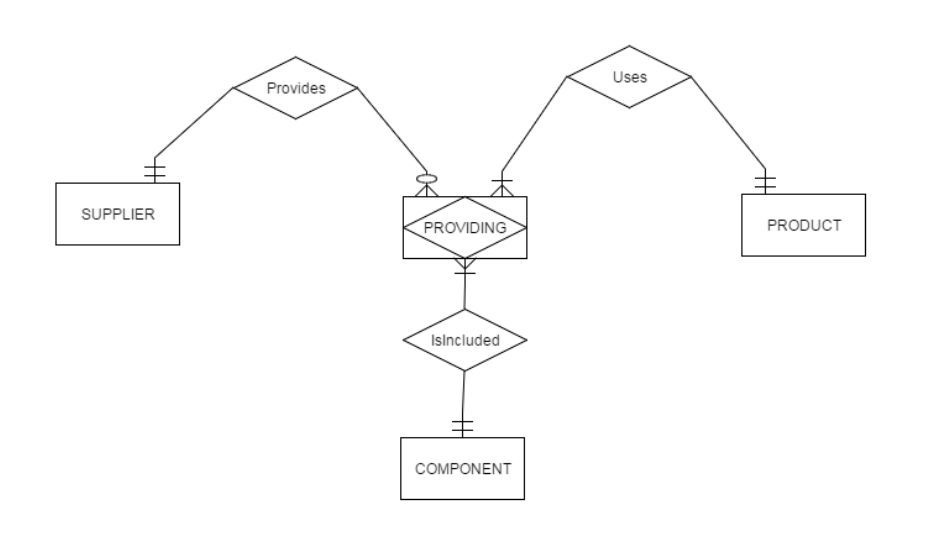 Provides
Uses
SUPPLIER
PROVIDING
PRODUCT
IsIncluded
COMPONENT